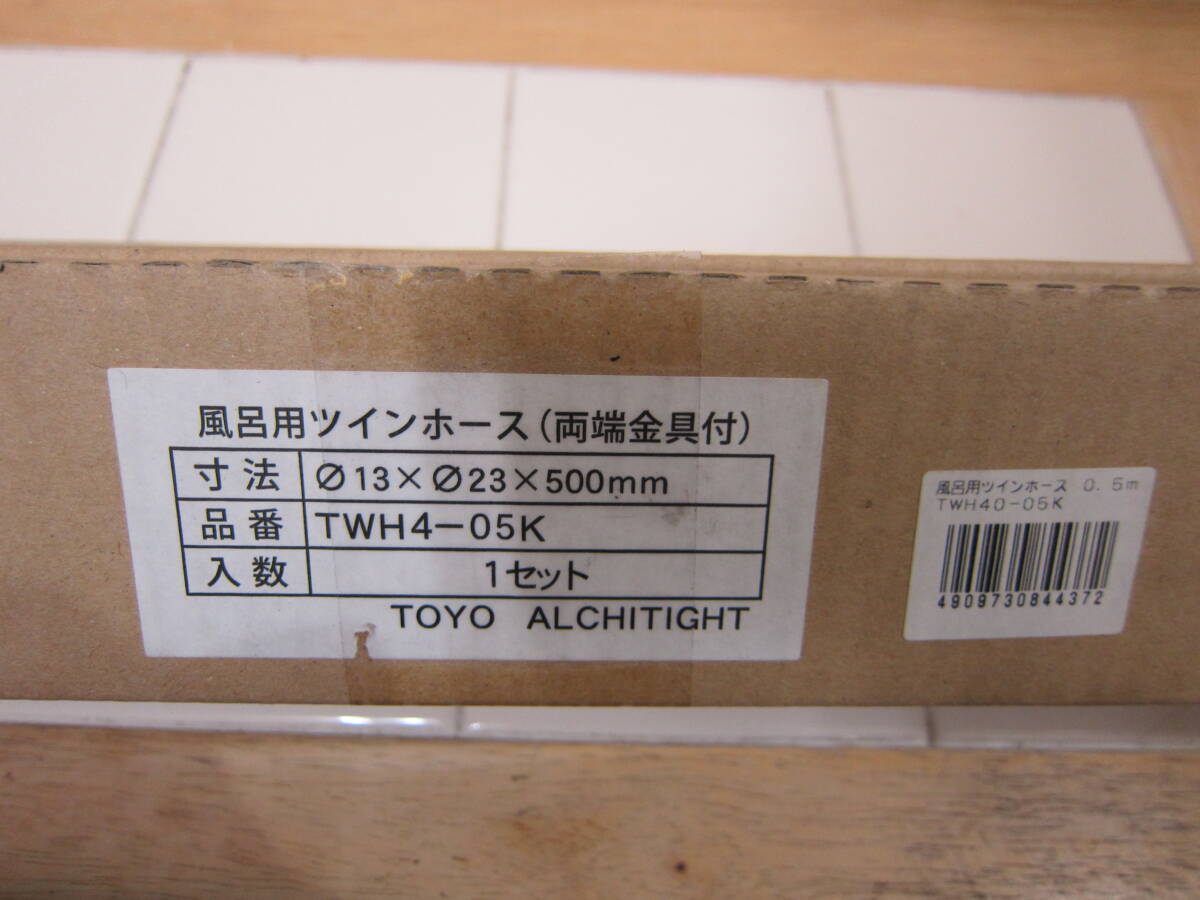 風呂用ツインホース(両端金具付)
寸法 Ø13×Ø23×500mm
品番 TWH4-05K
入数 1セット
TOYO ALCHITIGHT
風呂用ツインホース 0.5m
TWH40-05K
4909730844372